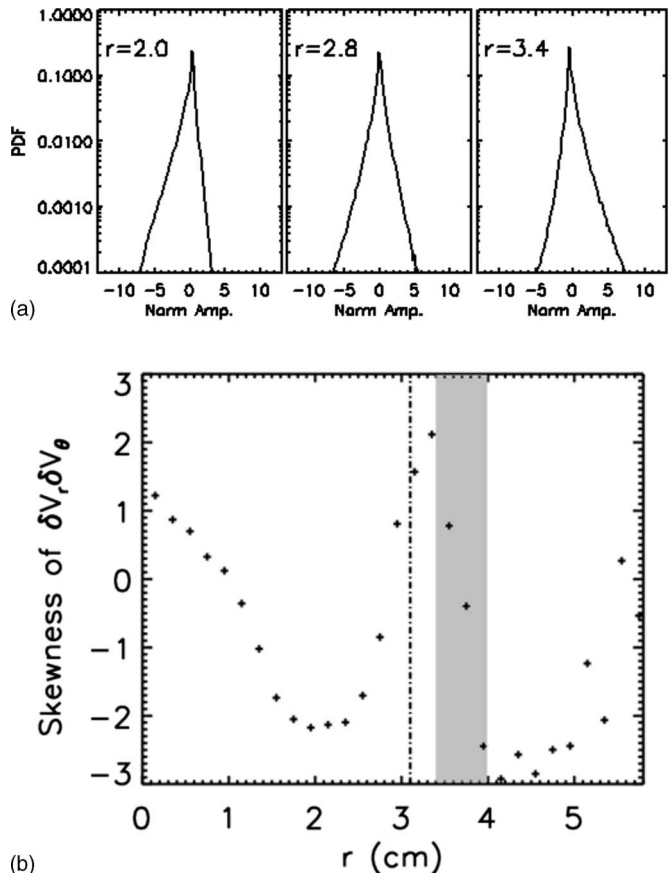 1.0000
0.1000
0.0100
0.0010
0.0001
PDF
r=2.0
r=2.8
r=3.4
-10 -5 0 5 10
-10 -5 0 5 10
-10 -5 0 5 10
Norm Amp.
Norm Amp.
Norm Amp.
(a)
3
2
1
0
-1
-2
-3
Skewness of δVrδVθ
0 1 2 3 4 5
r (cm)
(b)